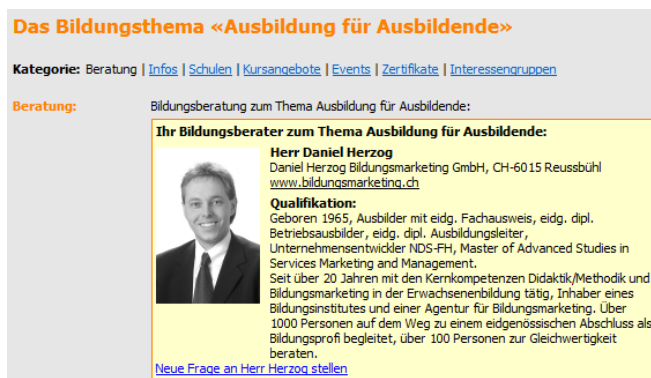 Das Bildungsthema «Ausbildung für Ausbildende»
Kategorie: Beratung | Infos | Schulen | Kursangebote | Events | Zertifikate | Interessengruppen
Beratung:
Bildungsberatung zum Thema Ausbildung für Ausbildende:
Ihr Bildungsberater zum Thema Ausbildung für Ausbildende:
Herr Daniel Herzog
Daniel Herzog Bildungsmarketing GmbH, CH-6015 Reussbühl
www.bildungsmarketing.ch
Qualifikation:
Geboren 1965, Ausbilder mit eidg. Fachausweis, eidg. dipl.
Betriebsausbilder, eidg. dipl. Ausbildungsleiter,
Unternehmensentwickler NDS-FH, Master of Advanced Studies in
Services Marketing and Management.
Seit über 20 Jahren mit den Kernkompetenzen Didaktik/Methodik und
Bildungsmarketing in der Erwachsenenbildung tätig, Inhaber eines
Bildungsinstitutes und einer Agentur für Bildungsmarketing. Über
1000 Personen auf dem Weg zu einem eidgenössischen Abschluss als
Bildungsprofi begleitet, über 100 Personen zur Gleichwertigkeit
beraten.
Neue Frage an Herr Herzog stellen